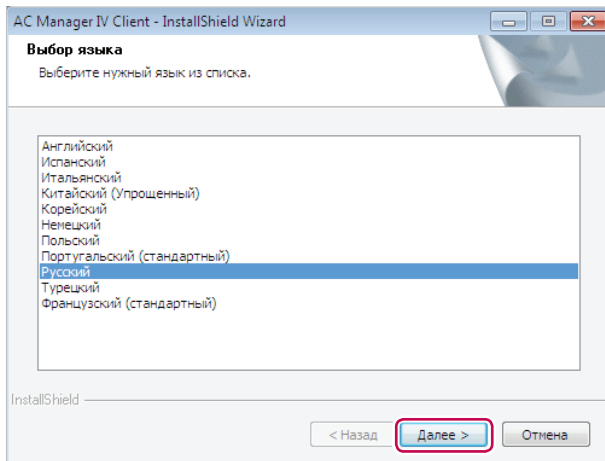 AC Manager IV Client - InstallShield Wizard
Выбор языка
Выберите нужный язык из списка.
Английский
Испанский
Итальянский
Китайский (Упрощенный)
Корейский
Немецкий
Польский
Португальский (стандартный)
Русский
Турецкий
Французский (стандартный)
InstallShield
< Назад Далее > Отмена